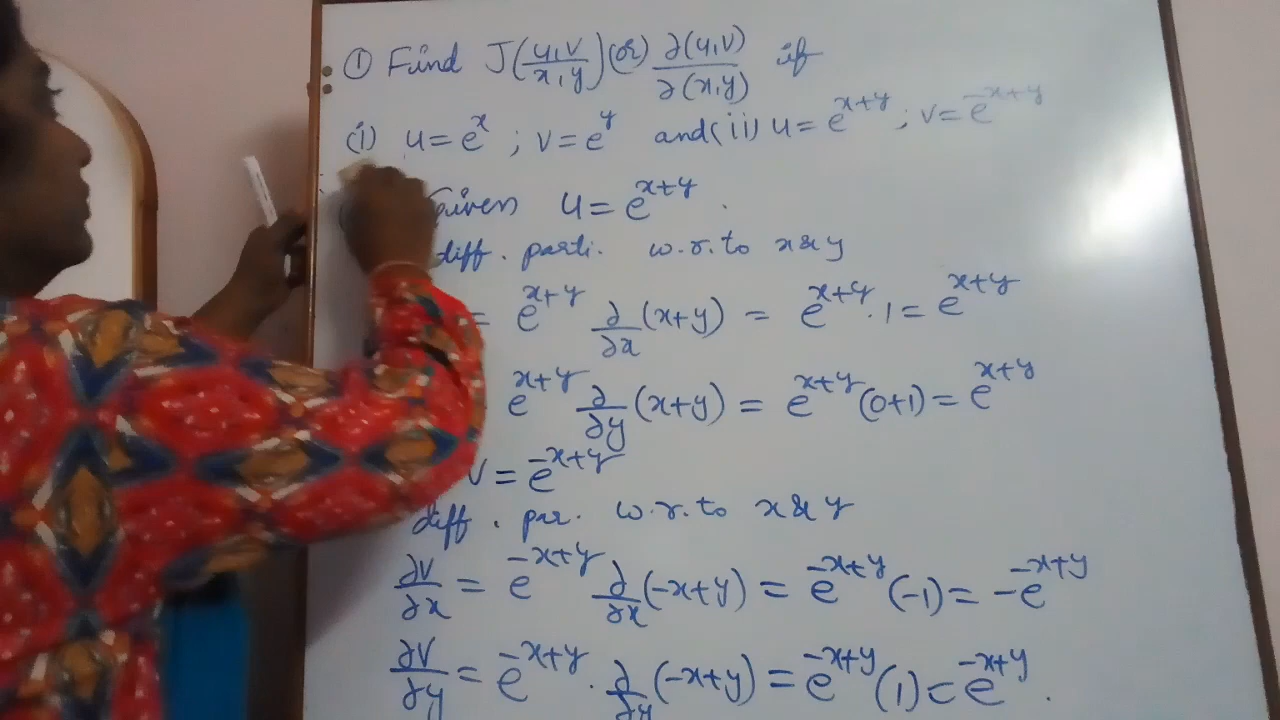 ① Find J(u,v/x,y) (or) ∂(u,v)/∂(x,y) if
(i) u = e^x ; v = e^y and (ii) u = e^(x+y) ; v = e^(-x+y)
Given u = e^(x+y) .
diff. parti. w.r.to x & y
= e^(x+y) ∂/∂x (x+y) = e^(x+y) . 1 = e^(x+y)
e^(x+y) ∂/∂y (x+y) = e^(x+y) (0+1) = e^(x+y)
v = e^(-x+y)
diff. par. w.r.to x & y
∂v/∂x = e^(-x+y) ∂/∂x (-x+y) = e^(-x+y) (-1) = -e^(-x+y)
∂v/∂y = e^(-x+y) . ∂/∂y (-x+y) = e^(-x+y) (1) = e^(-x+y) .